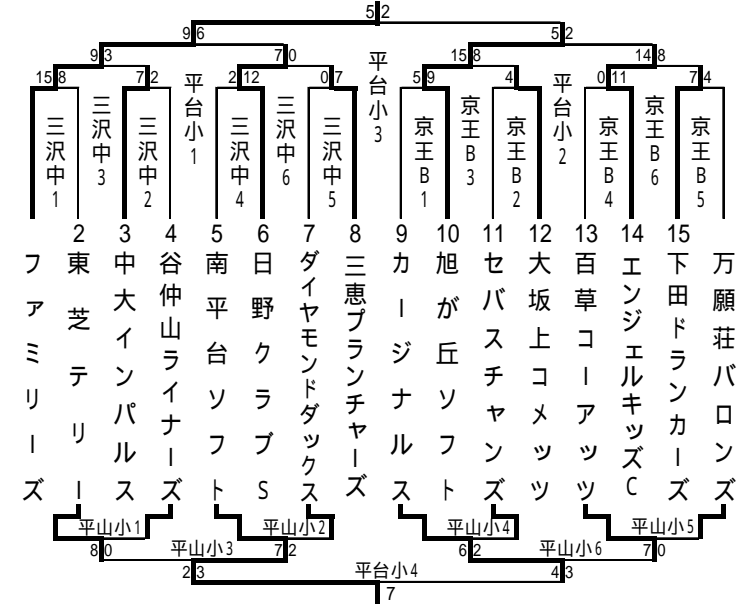 5 2
9 6 5 2
9 3 7 0 15 8 14 8
15 8 7 2 2 12 0 7 5 9 4 0 11 7 4
三沢中1
三沢中3
三沢中2
平台小1
三沢中4
三沢中6
三沢中5
平台小3
京王B1
京王B3
京王B2
平台小2
京王B4
京王B6
京王B5
2 3 4 5 6 7 8 9 10 11 12 13 14 15
ファミリーズ
東芝テリー
中大インパルス
谷仲山ライナーズ
南平台ソフト
日野クラブS
ダイヤモンドダックス
三恵プランチャーズ
カージナルス
旭が丘ソフト
セバスチャンズ
大坂上コメッツ
百草コーアッツ
エンジェルキッズC
下田ドランカーズ
万願荘バロンズ
平山小1 平山小2 平山小4 平山小5
8 0 平山小3 7 2 6 2 平山小6 7 0
2 3 平台小4 4 3
7